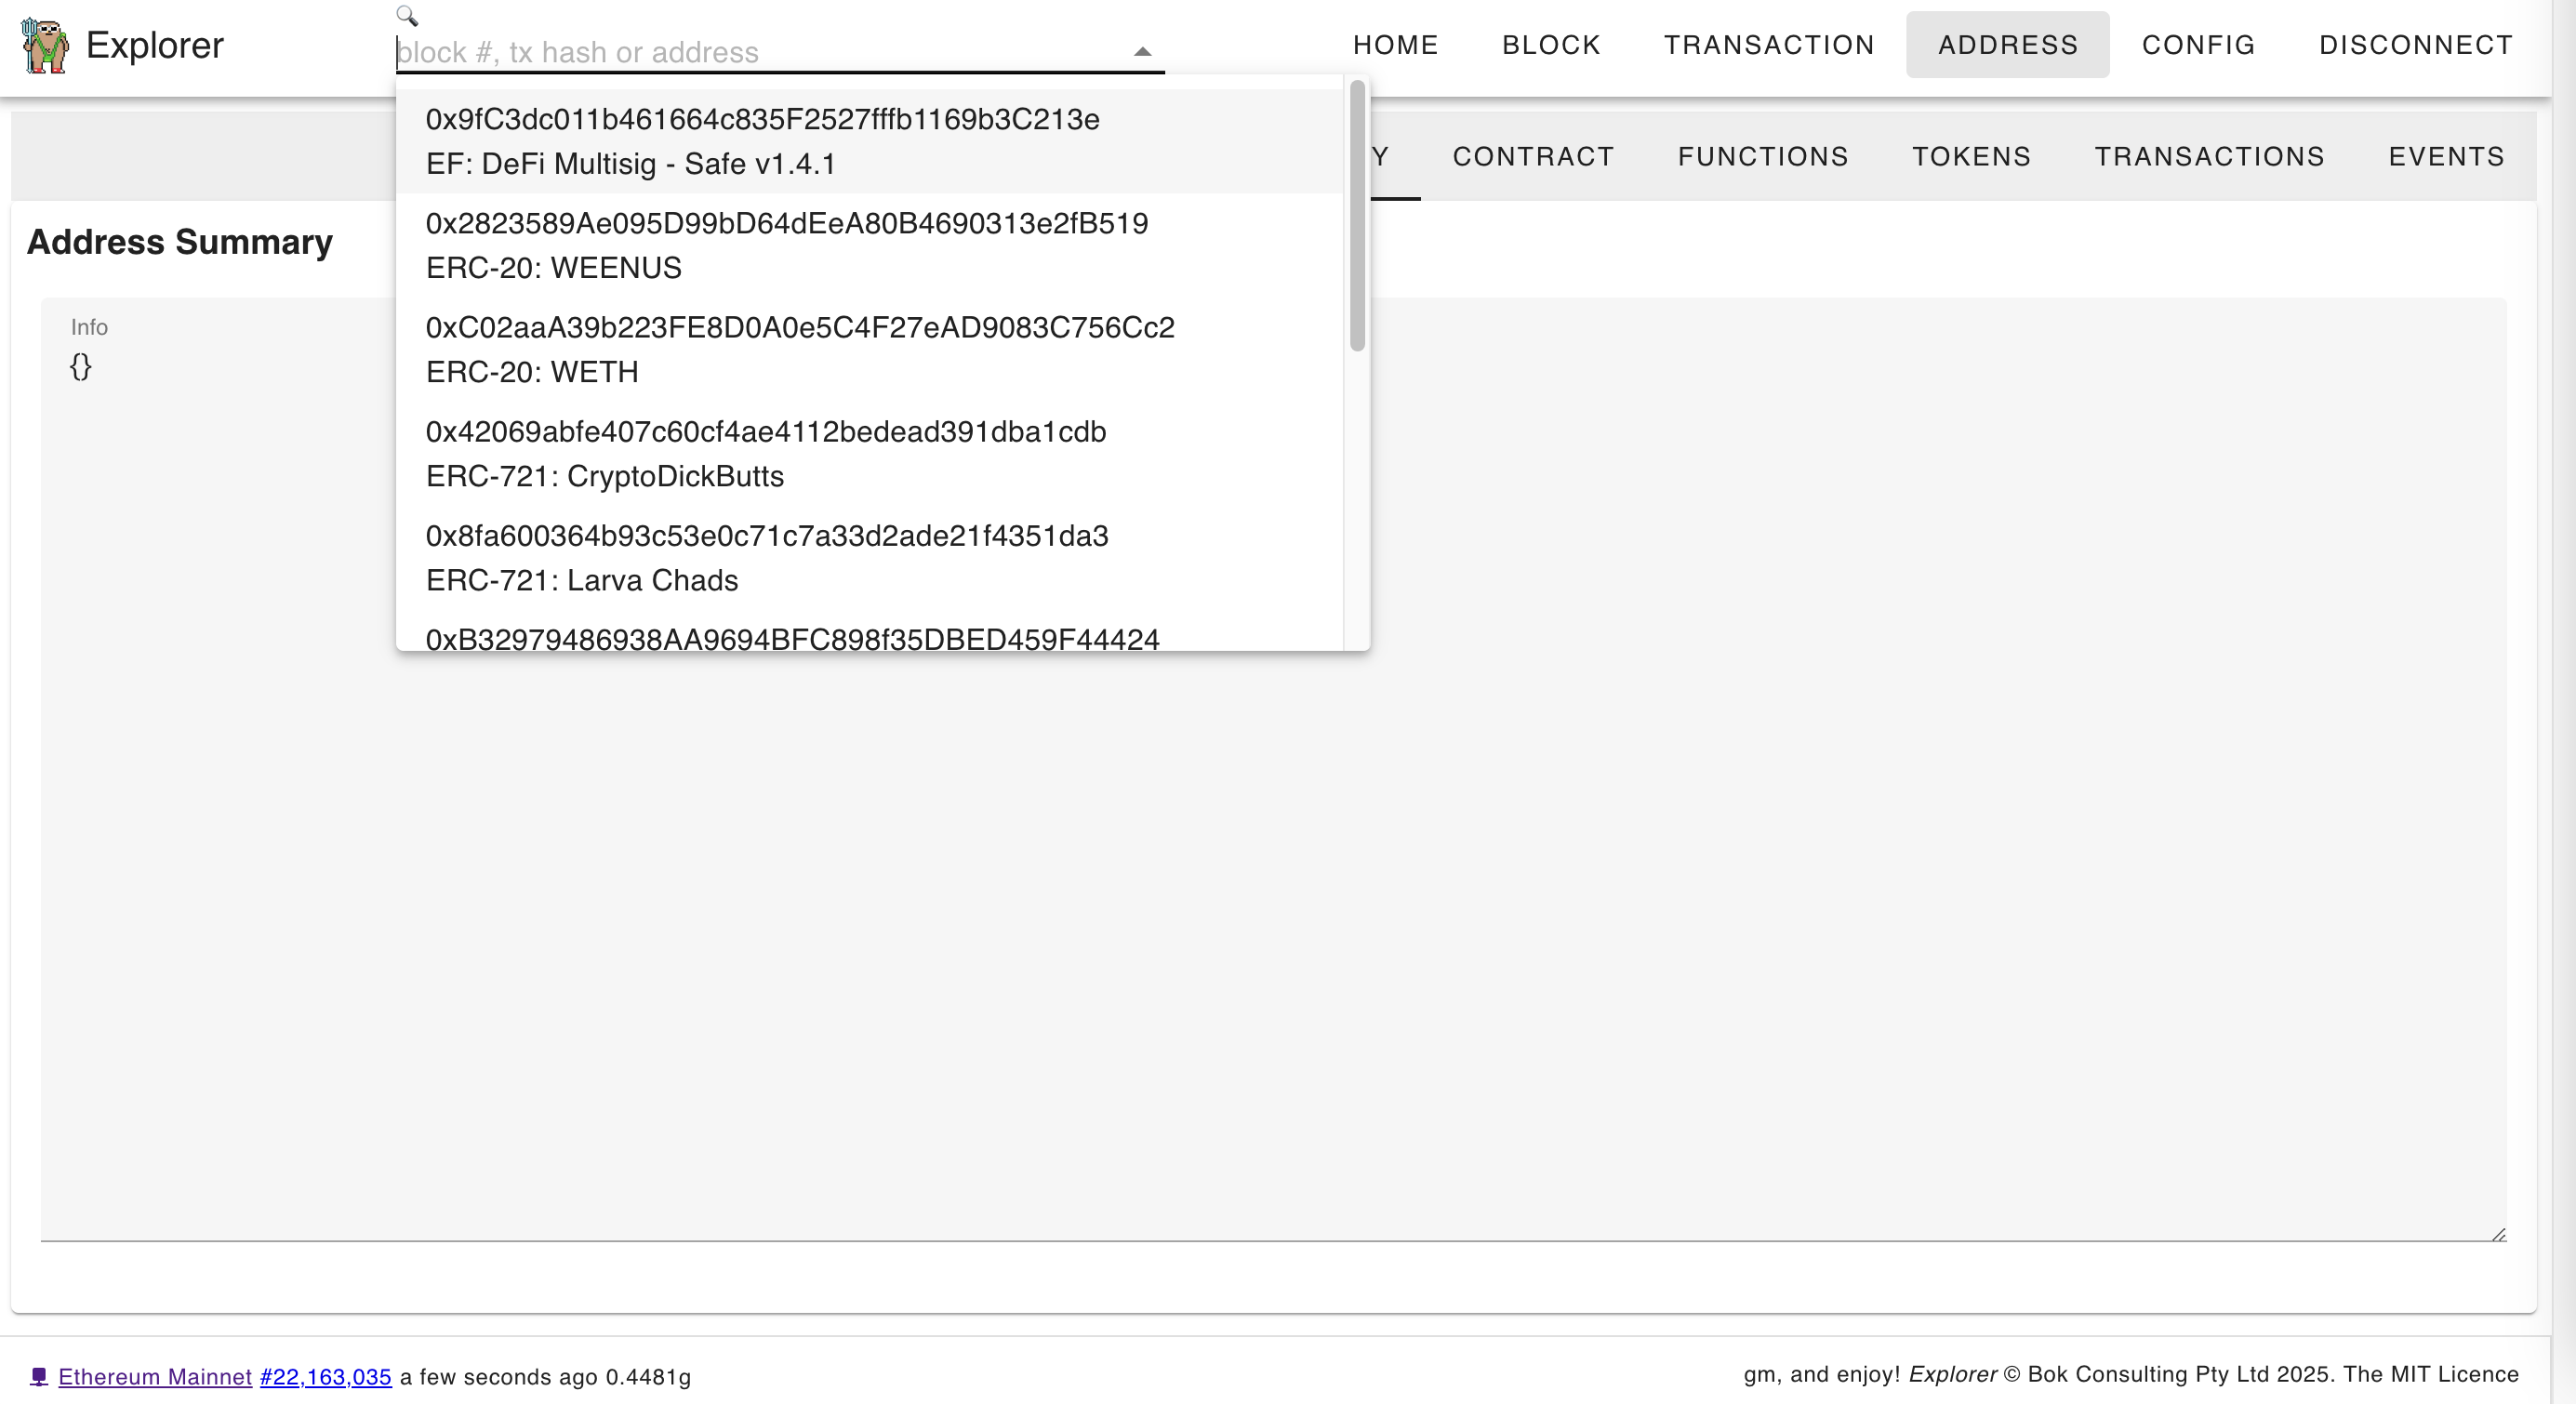 Explorer
block #, tx hash or address
HOME BLOCK TRANSACTION ADDRESS CONFIG DISCONNECT
0x9fC3dc011b461664c835F2527fffb1169b3C213e
EF: DeFi Multisig - Safe v1.4.1
0x2823589Ae095D99bD64dEeA80B4690313e2fB519
ERC-20: WEENUS
0xC02aaA39b223FE8D0A0e5C4F27eAD9083C756Cc2
ERC-20: WETH
0x42069abfe407c60cf4ae4112bedead391dba1cdb
ERC-721: CryptoDickButts
0x8fa600364b93c53e0c71c7a33d2ade21f4351da3
ERC-721: Larva Chads
0xB32979486938AA9694BFC898f35DBED459F44424
Y CONTRACT FUNCTIONS TOKENS TRANSACTIONS EVENTS
Address Summary
Info
{}
Ethereum Mainnet #22,163,035 a few seconds ago 0.4481g
gm, and enjoy! Explorer © Bok Consulting Pty Ltd 2025. The MIT Licence